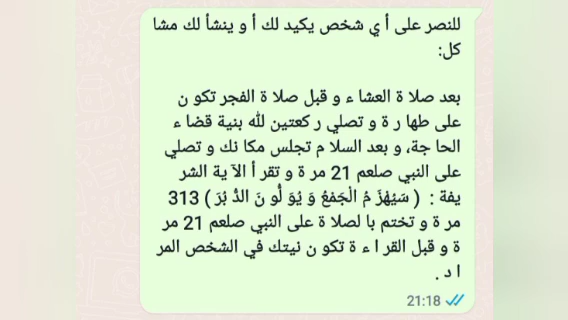 للنصر على أ ي شخص يكيد لك أ و ينشأ لك مشا
كل:
بعد صلا ة العشا ء و قبل صلا ة الفجر تكو ن
على طها ر ة و تصلي ر كعتين لله بنية قضا ء
الحا جة، و بعد السلا م تجلس مكا نك و تصلي
على النبي صلعم 21 مر ة و تقر أ الآ ية الشر
يفة : ( سَيُهْزَ مُ الْجَمْعُ وَ يُوَ لُّو نَ الدُّ بُرَ ) 313
مر ة و تختم با لصلا ة على النبي صلعم 21 مر
ة و قبل القر ا ء ة تكو ن نيتك في الشخص المر
ا د .
21:18